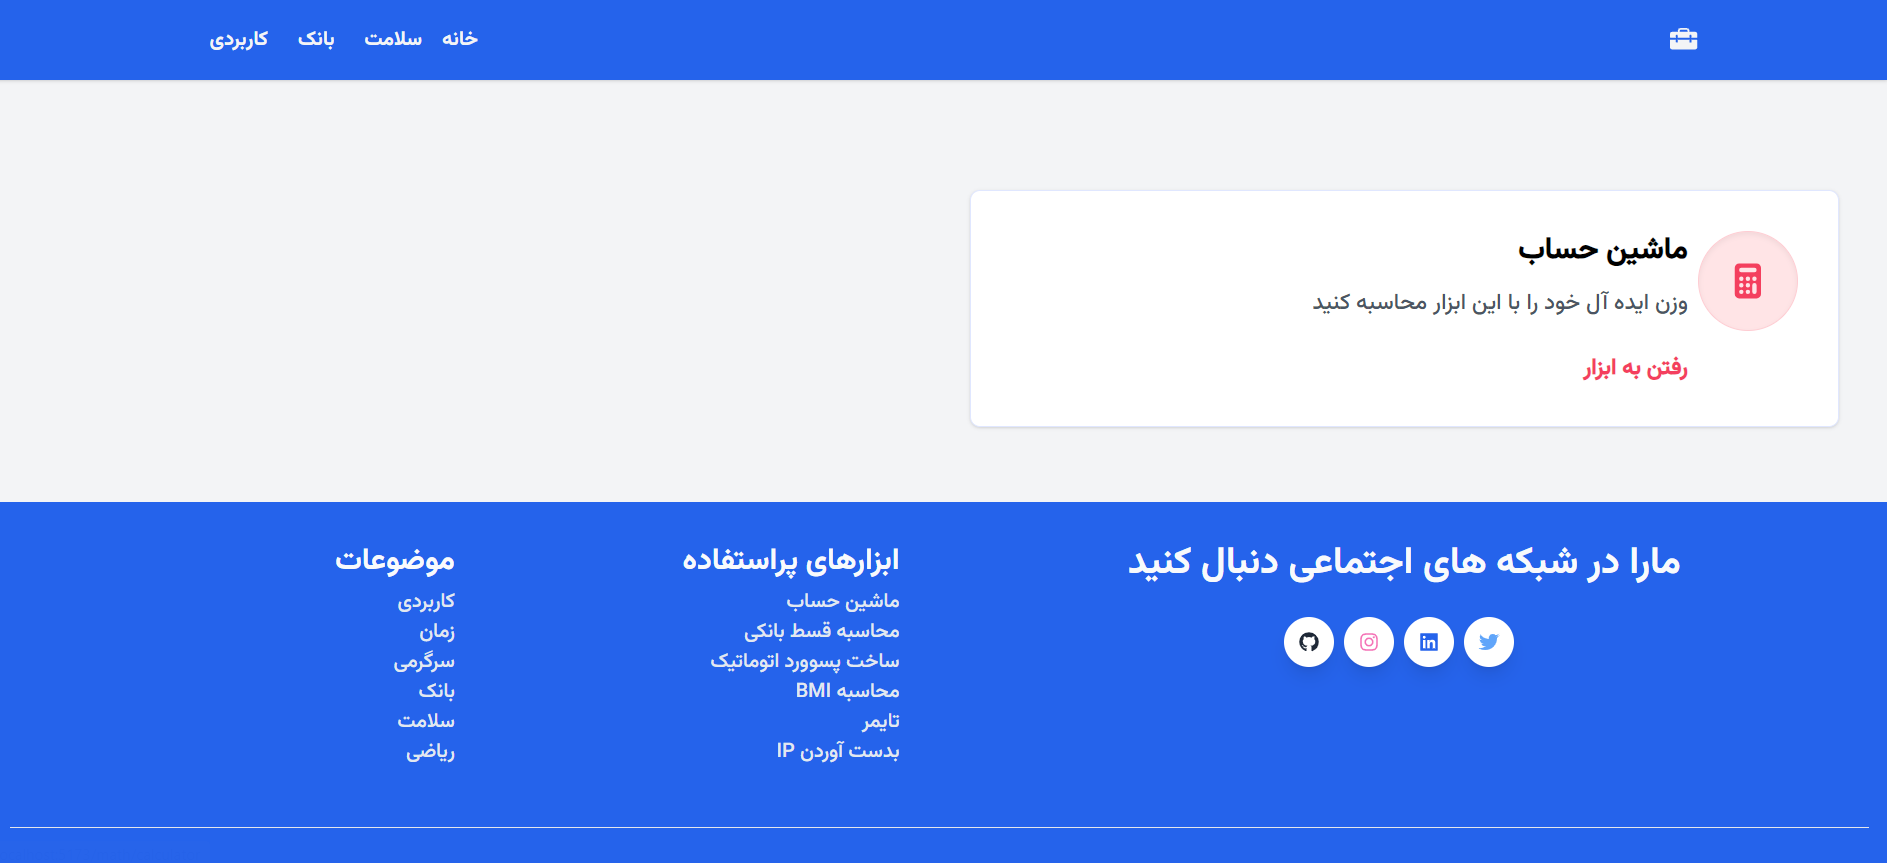 خانه
سلامت
بانک
کاربردی
ماشین حساب
وزن ایده آل خود را با این ابزار محاسبه کنید
رفتن به ابزار
مارا در شبکه های اجتماعی دنبال کنید
ابزارهای پراستفاده
ماشین حساب
محاسبه قسط بانکی
ساخت پسوورد اتوماتیک
محاسبه BMI
تایمر
بدست آوردن IP
موضوعات
کاربردی
زمان
سرگرمی
بانک
سلامت
ریاضی